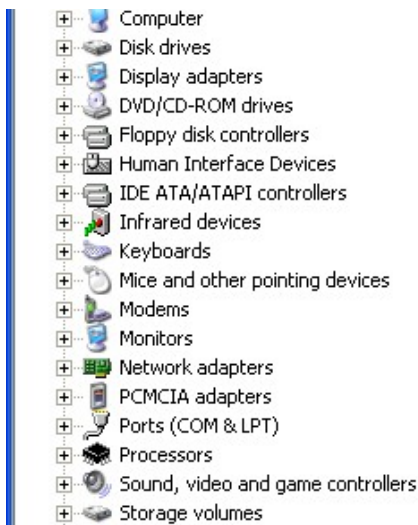 Computer
Disk drives
Display adapters
DVD/CD-ROM drives
Floppy disk controllers
Human Interface Devices
IDE ATA/ATAPI controllers
Infrared devices
Keyboards
Mice and other pointing devices
Modems
Monitors
Network adapters
PCMCIA adapters
Ports (COM & LPT)
Processors
Sound, video and game controllers
Storage volumes